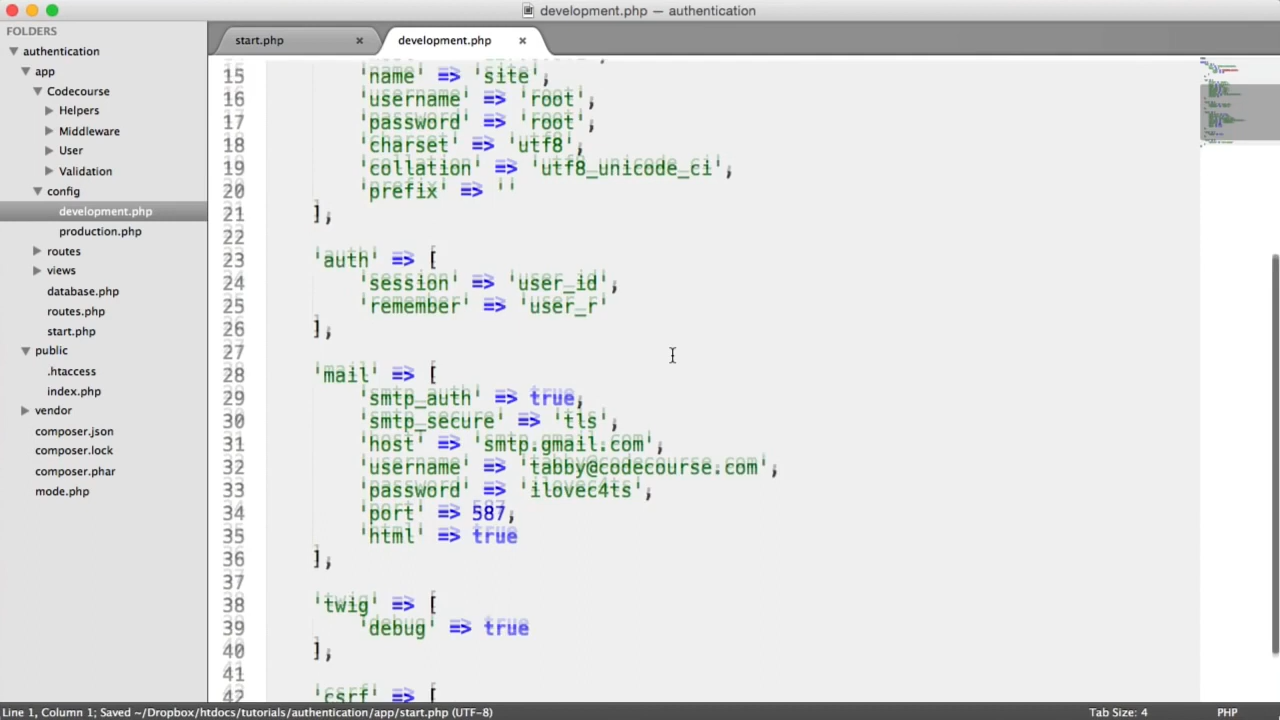 development.php — authentication
FOLDERS
authentication
app
Codecourse
Helpers
Middleware
User
Validation
config
development.php
production.php
routes
views
database.php
routes.php
start.php
public
.htaccess
index.php
vendor
composer.json
composer.lock
composer.phar
mode.php
start.php × development.php ×
15 'name' => 'site',
16 'username' => 'root',
17 'password' => 'root',
18 'charset' => 'utf8',
19 'collation' => 'utf8_unicode_ci',
20 'prefix' => ''
21 ],
22
23 'auth' => [
24 'session' => 'user_id',
25 'remember' => 'user_r'
26 ],
27
28 'mail' => [
29 'smtp_auth' => true,
30 'smtp_secure' => 'tls',
31 'host' => 'smtp.gmail.com',
32 'username' => 'tabby@codecourse.com',
33 'password' => 'ilovec4ts',
34 'port' => 587,
35 'html' => true
36 ],
37
38 'twig' => [
39 'debug' => true
40 ],
41
42 'csrf' => [
Line 1, Column 1; Saved ~/Dropbox/htdocs/tutorials/authentication/app/start.php (UTF-8) Tab Size: 4 PHP